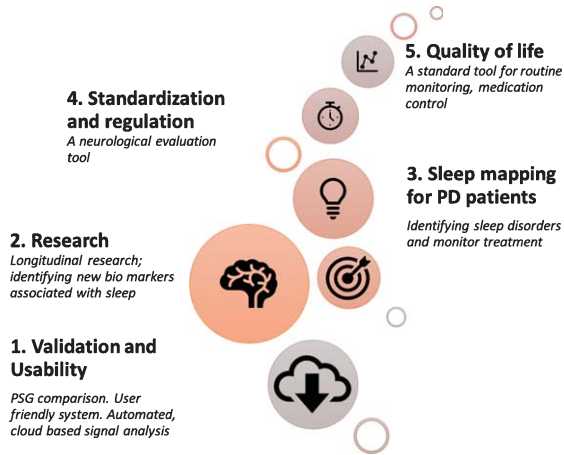 5. Quality of life
A standard tool for routine
monitoring, medication
control
4. Standardization
and regulation
A neurological evaluation
tool
3. Sleep mapping
for PD patients
Identifying sleep disorders
and monitor treatment
2. Research
Longitudinal research;
identifying new bio markers
associated with sleep
1. Validation and
Usability
PSG comparison. User
friendly system. Automated,
cloud based signal analysis